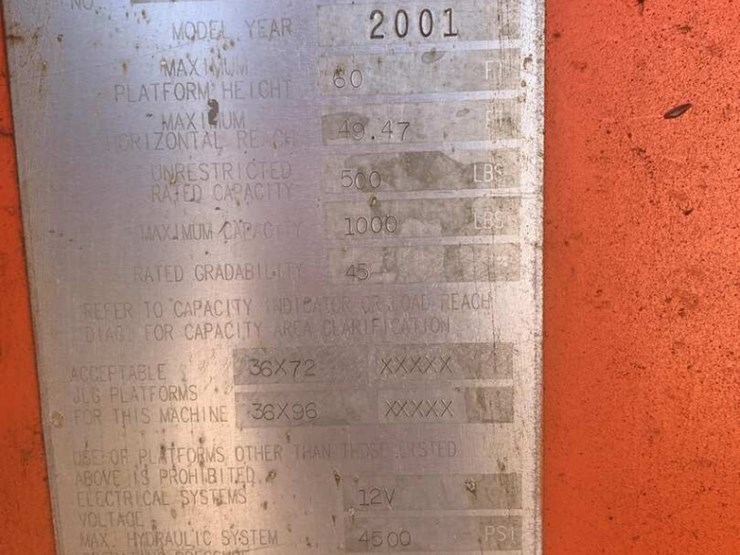 NO.
MODEL YEAR 2001
MAXIMUM
PLATFORM HEIGHT 60 FT
MAXIMUM
HORIZONTAL REACH 49.47
UNRESTRICTED
RATED CAPACITY 500 LBS
MAXIMUM CAPACITY 1000 LBS
RATED GRADABILITY 45
REFER TO CAPACITY INDICATOR OR LOAD REACH
DIAG. FOR CAPACITY AREA CLARIFICATION
ACCEPTABLE 36X72 XXXXX
JLG PLATFORMS
FOR THIS MACHINE 36X96 XXXXX
USE OF PLATFORMS OTHER THAN THOSE LISTED
ABOVE IS PROHIBITED
ELECTRICAL SYSTEMS 12V
VOLTAGE
MAX. HYDRAULIC SYSTEM 4500 PSI